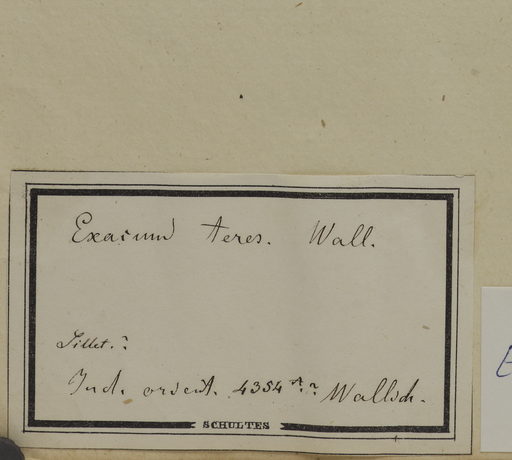 Exacum teres. Wall.
Sillet.?
Ind. orient. 4354 Wallich.
SCHULTES
E